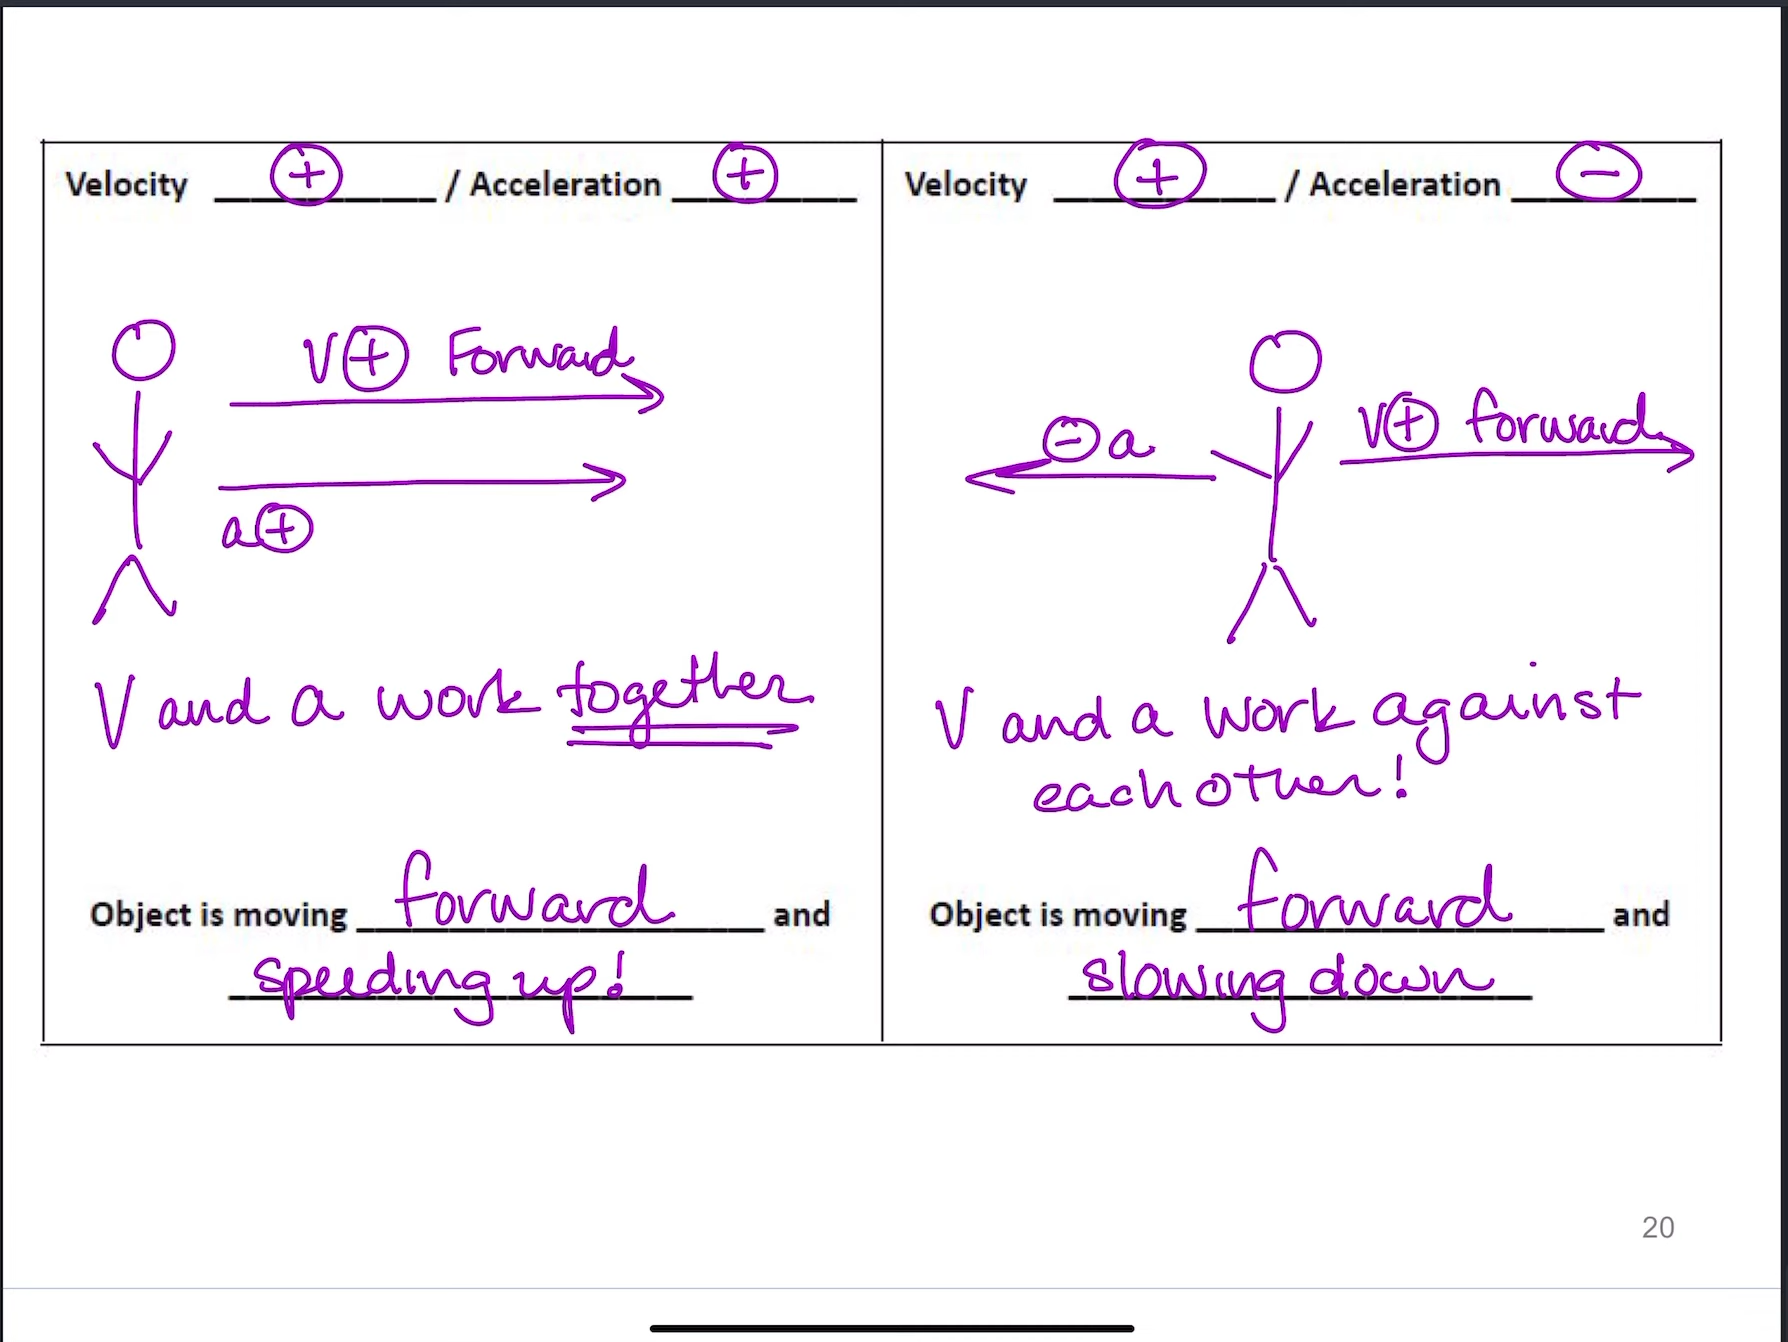 Velocity ⊕ / Acceleration ⊕
V⊕ Forward
a⊕
V and a work together
Object is moving forward and
speeding up!
Velocity ⊕ / Acceleration ⊖
⊖ a
V⊕ forward
V and a work against
each other!
Object is moving forward and
slowing down
20